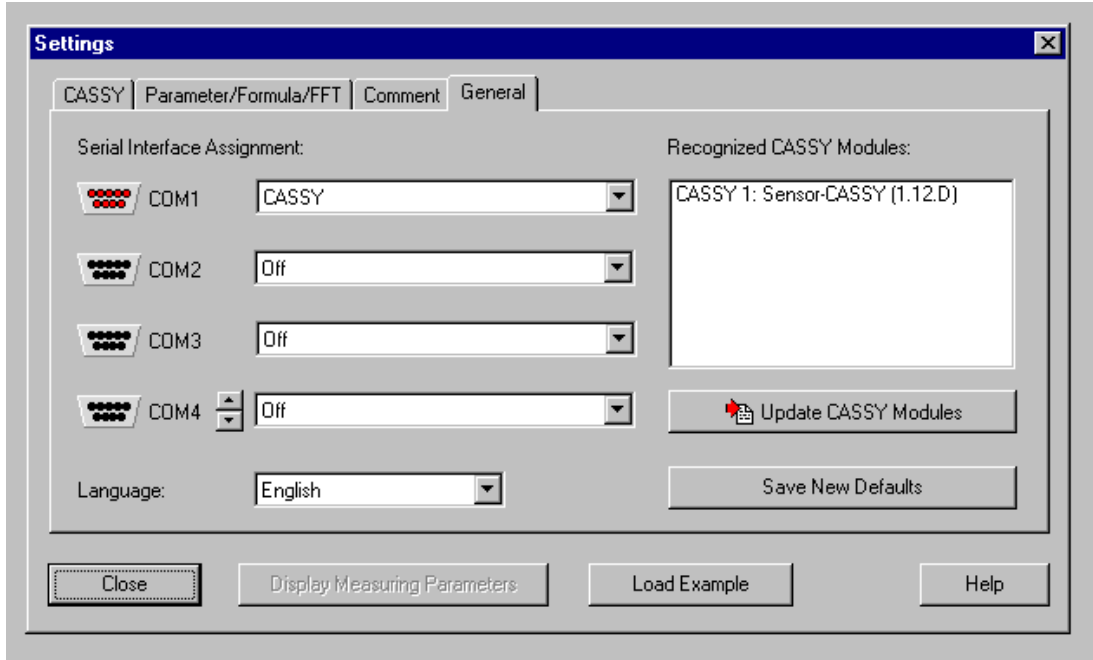 Settings
CASSY Parameter/Formula/FFT Comment General
Serial Interface Assignment:
Recognized CASSY Modules:
COM1 CASSY
CASSY 1: Sensor-CASSY (1.12.D)
COM2 Off
COM3 Off
COM4 Off
Update CASSY Modules
Language: English
Save New Defaults
Close Display Measuring Parameters Load Example Help